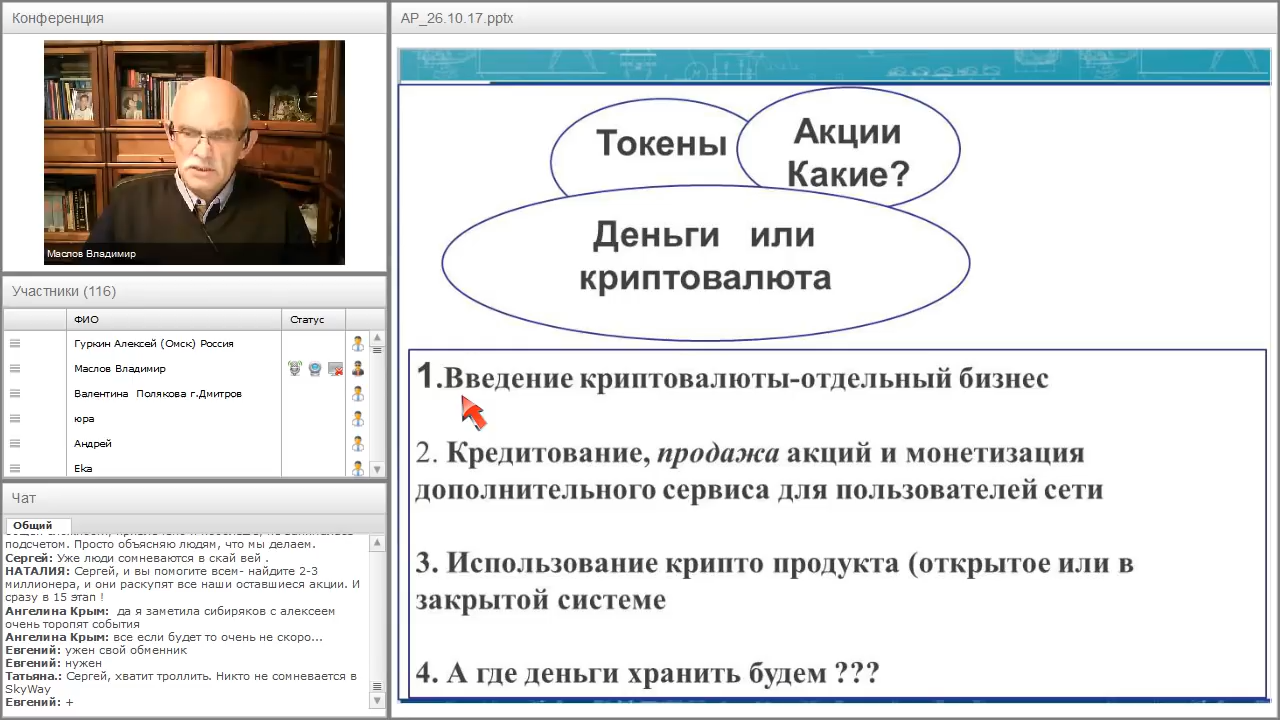 Конференция
Маслов Владимир
Участники (116)
ФИО
Статус
Гуркин Алексей (Омск) Россия
Маслов Владимир
Валентина Полякова г.Дмитров
юра
Андрей
Eka
Чат
Общий
подсчетом. Просто объясняю людям, что мы делаем.
Сергей: Уже люди сомневаются в скай вей .
НАТАЛИЯ: Сергей, и вы помогите всем- найдите 2-3
миллионера, и они раскупят все наши оставшиеся акции. И
сразу в 15 этап !
Ангелина Крым: да я заметила сибиряков с алексеем
очень торопят события
Ангелина Крым: все если будет то очень не скоро...
Евгений: ужен свой обменник
Евгений: нужен
Татьяна.: Сергей, хватит троллить. Никто не сомневается в
SkyWay
Евгений: +
AP_26.10.17.pptx
Токены
Акции
Какие?
Деньги или
криптовалюта
1.Введение криптовалюты-отдельный бизнес
2. Кредитование, продажа акций и монетизация
дополнительного сервиса для пользователей сети
3. Использование крипто продукта (открытое или в
закрытой системе
4. А где деньги хранить будем ???